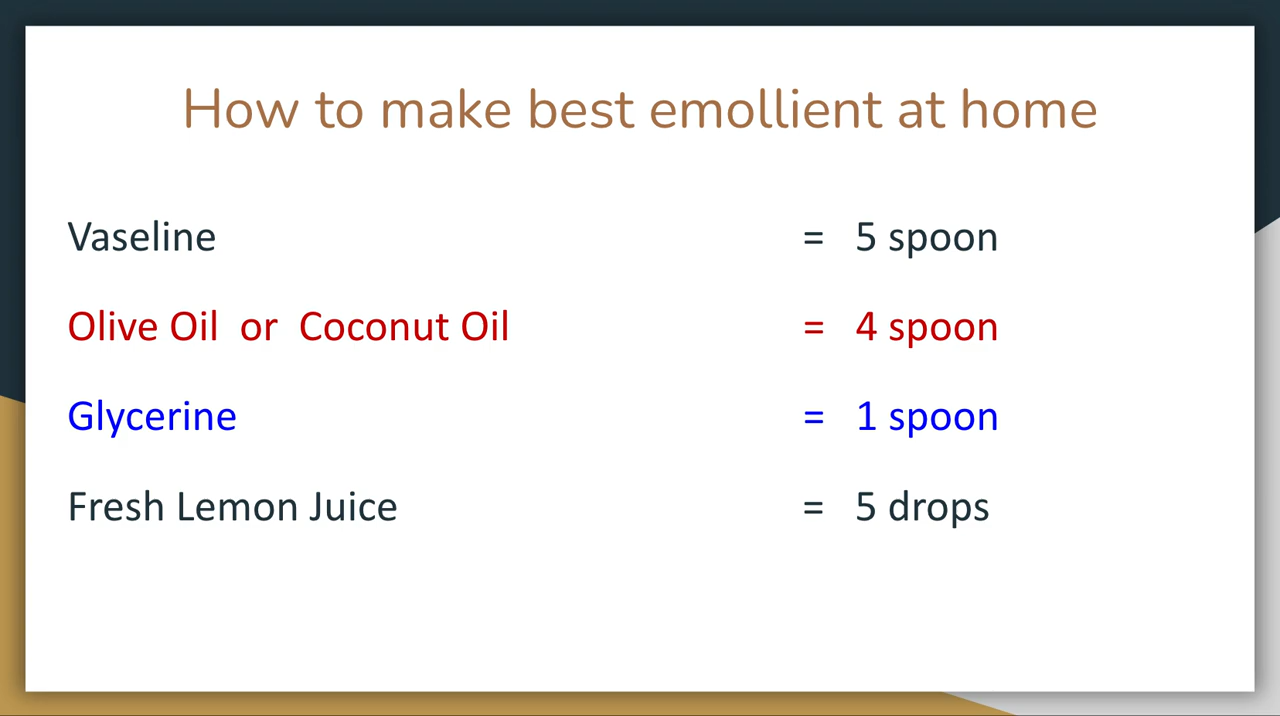 How to make best emollient at home
Vaseline = 5 spoon
Olive Oil or Coconut Oil = 4 spoon
Glycerine = 1 spoon
Fresh Lemon Juice = 5 drops